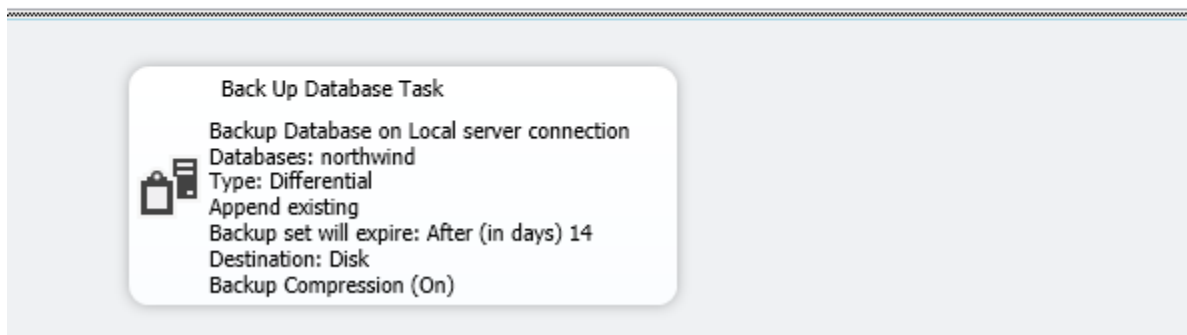 Back Up Database Task
Backup Database on Local server connection
Databases: northwind
Type: Differential
Append existing
Backup set will expire: After (in days) 14
Destination: Disk
Backup Compression (On)